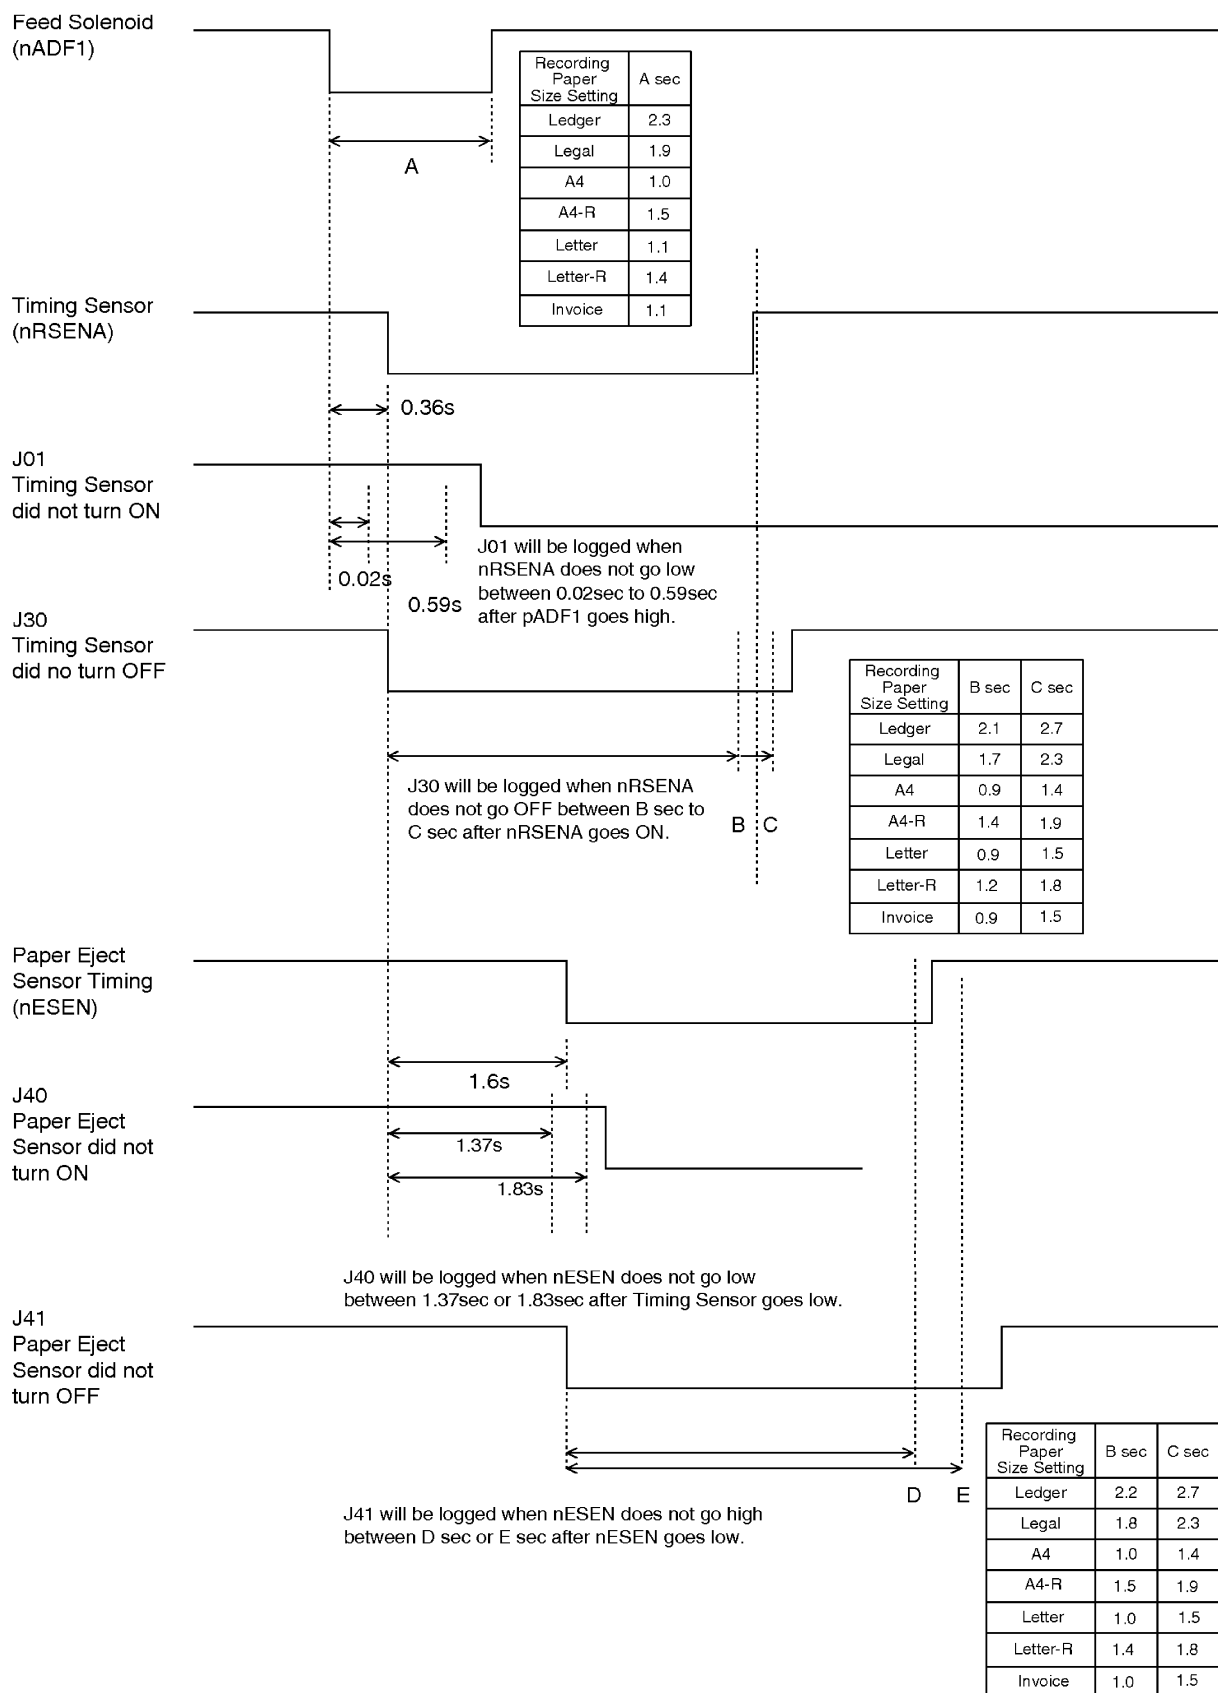 Feed Solenoid
(nADF1)
A
Recording
Paper
Size Setting
A sec
Ledger 2.3
Legal 1.9
A4 1.0
A4-R 1.5
Letter 1.1
Letter-R 1.4
Invoice 1.1
Timing Sensor
(nRSENA)
0.36s
J01
Timing Sensor
did not turn ON
0.02s
0.59s
J01 will be logged when
nRSENA does not go low
between 0.02sec to 0.59sec
after pADF1 goes high.
J30
Timing Sensor
did no turn OFF
J30 will be logged when nRSENA
does not go OFF between B sec to
C sec after nRSENA goes ON.
B C
Recording
Paper
Size Setting
B sec C sec
Ledger 2.1 2.7
Legal 1.7 2.3
A4 0.9 1.4
A4-R 1.4 1.9
Letter 0.9 1.5
Letter-R 1.2 1.8
Invoice 0.9 1.5
Paper Eject
Sensor Timing
(nESEN)
1.6s
J40
Paper Eject
Sensor did not
turn ON
1.37s
1.83s
J40 will be logged when nESEN does not go low
between 1.37sec or 1.83sec after Timing Sensor goes low.
J41
Paper Eject
Sensor did not
turn OFF
D E
J41 will be logged when nESEN does not go high
between D sec or E sec after nESEN goes low.
Recording
Paper
Size Setting
B sec C sec
Ledger 2.2 2.7
Legal 1.8 2.3
A4 1.0 1.4
A4-R 1.5 1.9
Letter 1.0 1.5
Letter-R 1.4 1.8
Invoice 1.0 1.5